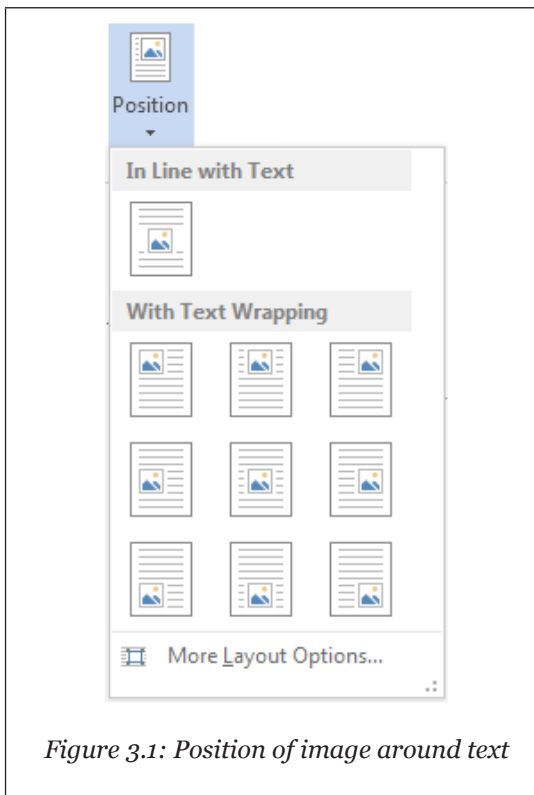 Position
In Line with Text
With Text Wrapping
More Layout Options...
Figure 3.1: Position of image around text